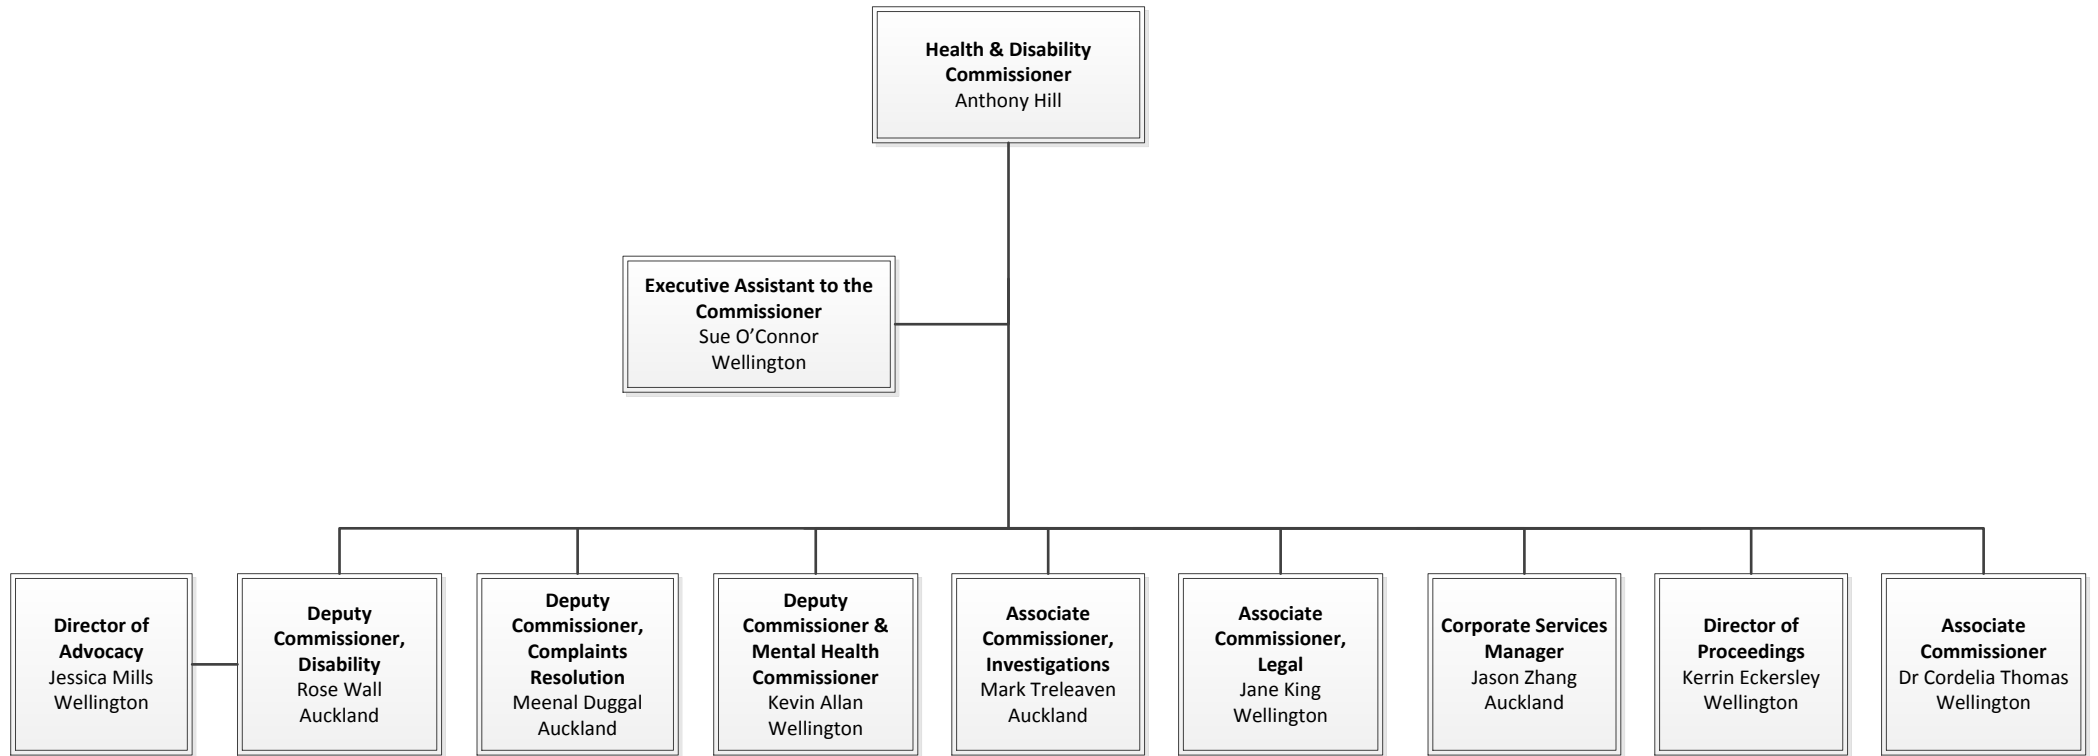 Health & Disability
Commissioner
Anthony Hill
Executive Assistant to the
Commissioner
Sue O’Connor
Wellington
Director of
Advocacy
Jessica Mills
Wellington
Deputy
Commissioner,
Disability
Rose Wall
Auckland
Deputy
Commissioner,
Complaints
Resolution
Meenal Duggal
Auckland
Deputy
Commissioner &
Mental Health
Commissioner
Kevin Allan
Wellington
Associate
Commissioner,
Investigations
Mark Treleaven
Auckland
Associate
Commissioner,
Legal
Jane King
Wellington
Corporate Services
Manager
Jason Zhang
Auckland
Director of
Proceedings
Kerrin Eckersley
Wellington
Associate
Commissioner
Dr Cordelia Thomas
Wellington